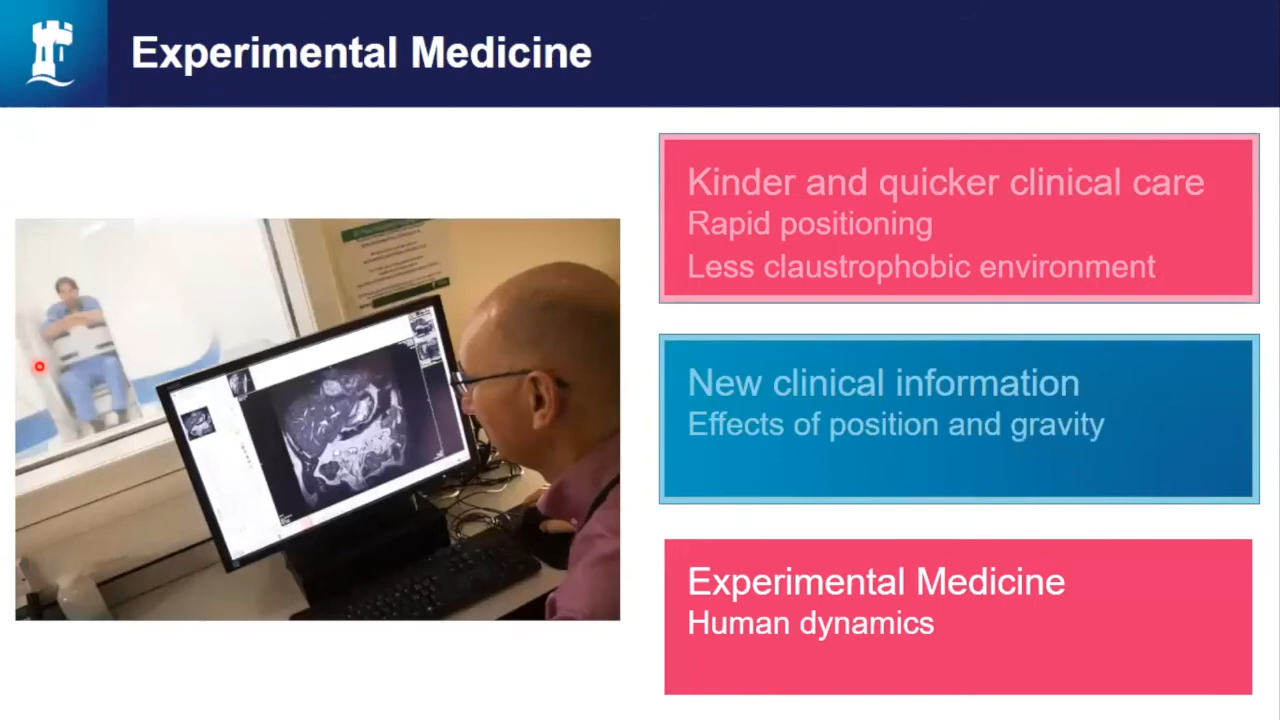 Experimental Medicine
Kinder and quicker clinical care
Rapid positioning
Less claustrophobic environment
New clinical information
Effects of position and gravity
Experimental Medicine
Human dynamics